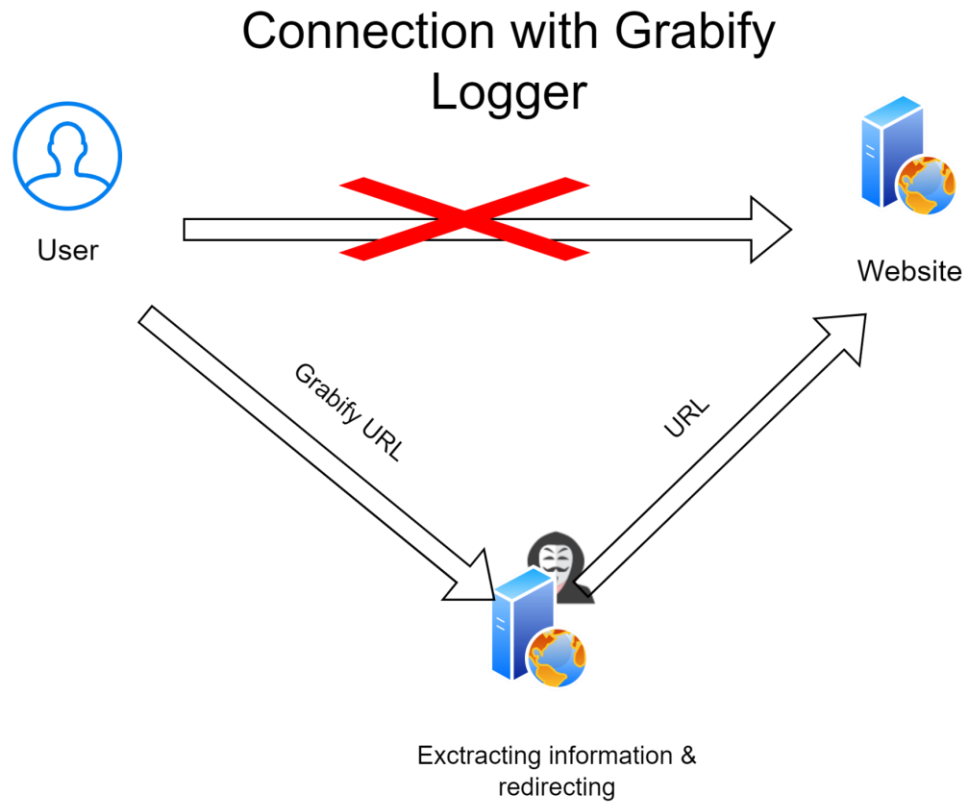 Connection with Grabify
Logger
User
Website
Grabify URL
URL
Exctracting information &
redirecting